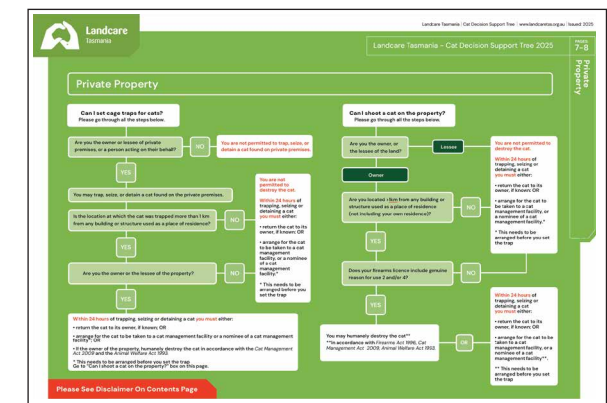 Landcare Tasmania | Cat Decision Support Tree | www.landcaretas.org.au | Issued 2025
Landcare
Tasmania
Landcare Tasmania - Cat Decision Support Tree 2025
PAGES
7-8
Private
Property
Private Property
Can I set cage traps for cats?
Please go through all the steps below.
Are you the owner or lessee of private
premises, or a person acting on their behalf?
NO
You are not permitted to trap, seize, or
detain a cat found on private premises.
YES
You may trap, seize, or detain a cat found on the private premises.
Is the location at which the cat was trapped more than 1 km
from any building or structure used as a place of residence?
NO
You are not
permitted to
destroy the cat.
Within 24 hours of
trapping, seizing or
detaining a cat
you must either:
• return the cat to its
owner, if known; OR
• arrange for the cat
to be taken to a cat
management
facility, or a nominee
of a cat
management
facility.*
* This needs to be
arranged before you
set the trap
YES
Are you the owner or the lessee of the property?
NO
YES
Within 24 hours of trapping, seizing or detaining a cat you must either:
• return the cat to its owner, if known; OR
• arrange for the cat to be taken to a cat management facility or a nominee of a cat management
facility*; OR
• If the owner of the property, humanely destroy the cat in accordance with the Cat Management
Act 2009 and the Animal Welfare Act 1993.
* This needs to be arranged before you set the trap
Go to "Can I shoot a cat on the property?" box on this page.
Please See Disclaimer On Contents Page
Can I shoot a cat on the property?
Please go through all the steps below.
Are you the owner, or
the lessee of the land?
Lessee
Owner
You are not permitted to
destroy the cat.
Within 24 hours of
trapping, seizing or
detaining a cat
you must either:
• return the cat to its
owner, if known; OR
• arrange for the cat to
be taken to a cat
management facility, or
a nominee of a cat
management facility.*
* This needs to be
arranged before you set
the trap
Are you located >1km from any building or
structure used as a place of residence
(not including your own residence)?
NO
YES
Does your firearms licence include genuine
reason for use 2 and/or 4?
NO
YES
You may humanely destroy the cat**
**In accordance with Firearms Act 1996, Cat
Management Act 2009, Animal Welfare Act 1993.
OR
Within 24 hours of
trapping, seizing or
detaining a cat
you must either:
• return the cat to its
owner, if known; OR
• arrange for the cat to be
taken to a cat
management facility, or a
nominee of a cat
management facility**.
** This needs to be
arranged before you set
the trap